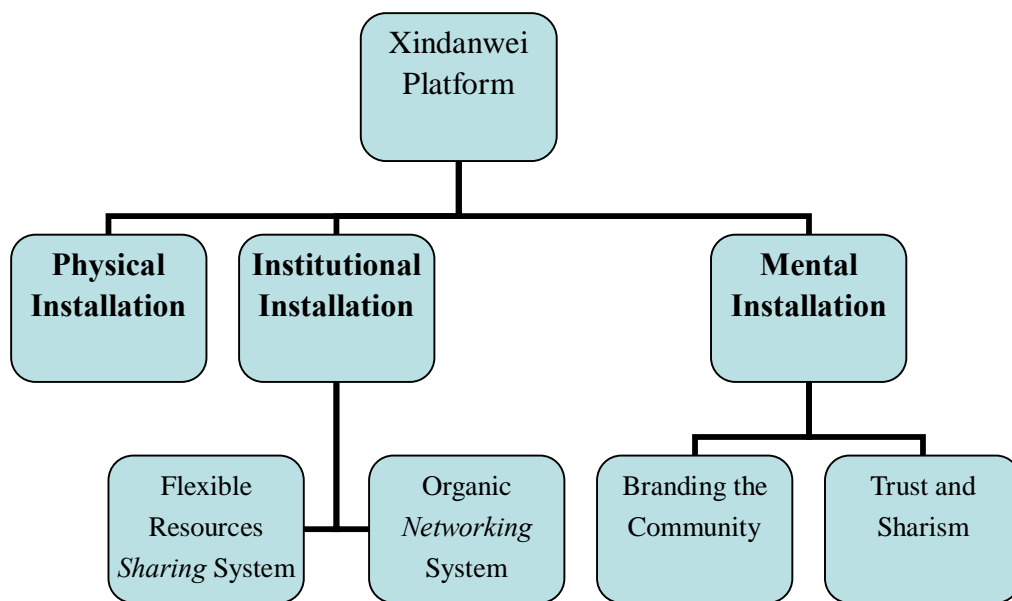 Xindanwei
Platform
Physical
Installation
Institutional
Installation
Mental
Installation
Flexible
Resources
Sharing System
Organic
Networking
System
Branding the
Community
Trust and
Sharism